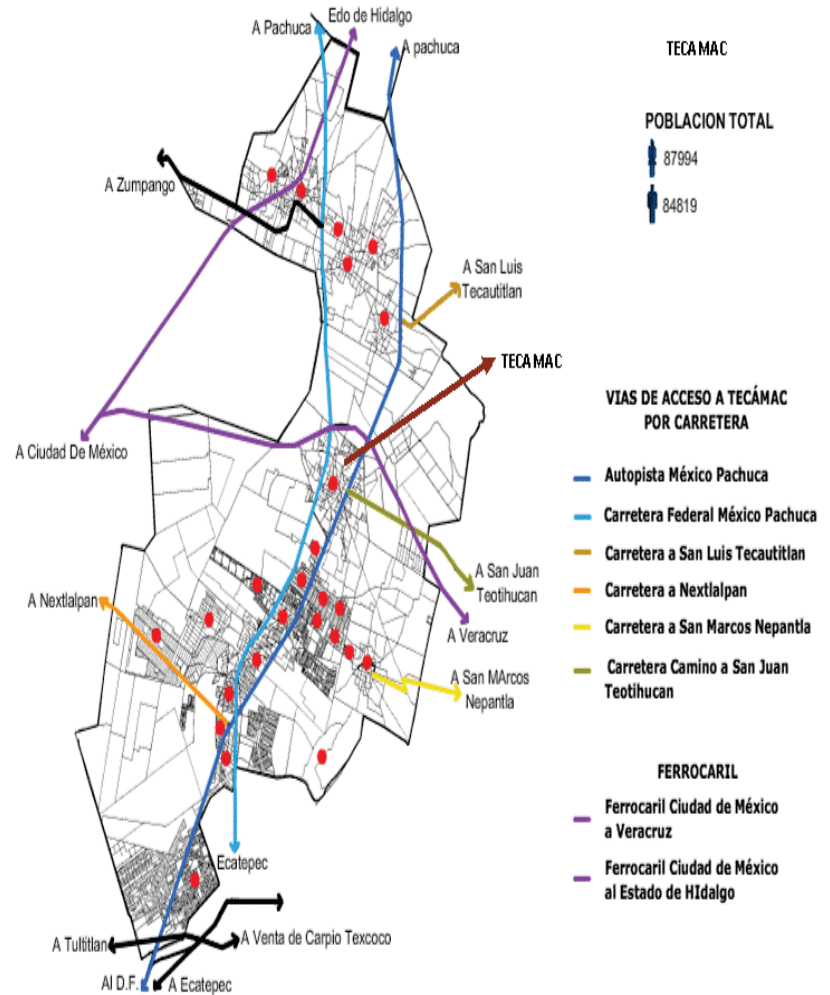 A Pachuca
Edo de Hidalgo
A pachuca
A Zumpango
A San Luis
Tecautitlan
TECAMAC
A Ciudad De México
A San Juan
Teotihucan
A Nextlalpan
A Veracruz
A San MArcos
Nepantla
Ecatepec
A Tultitlan
A Venta de Carpio Texcoco
Al D.F.
A Ecatepec
TECAMAC
POBLACION TOTAL
87994
84819
VIAS DE ACCESO A TECÁMAC
POR CARRETERA
Autopista México Pachuca
Carretera Federal México Pachuca
Carretera a San Luis Tecautitlan
Carretera a Nextlalpan
Carretera a San Marcos Nepantla
Carretera Camino a San Juan
Teotihucan
FERROCARIL
Ferrocaril Ciudad de México
a Veracruz
Ferrocaril Ciudad de México
al Estado de HIdalgo